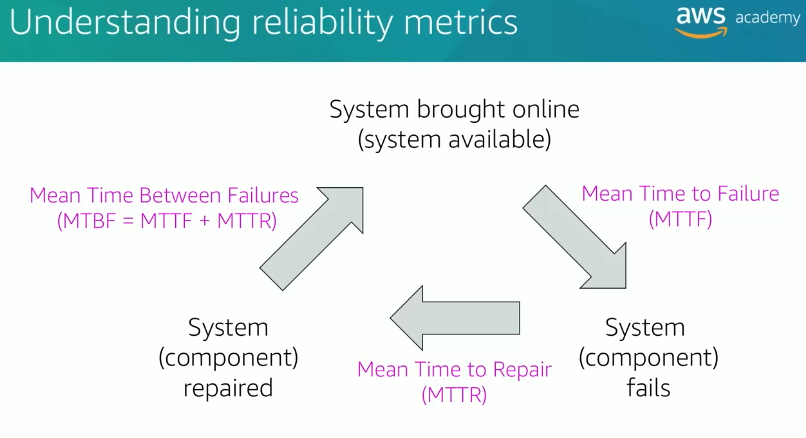 Understanding reliability metrics
aws academy
System brought online
(system available)
Mean Time Between Failures
(MTBF = MTTF + MTTR)
Mean Time to Failure
(MTTF)
System
(component)
repaired
Mean Time to Repair
(MTTR)
System
(component)
fails